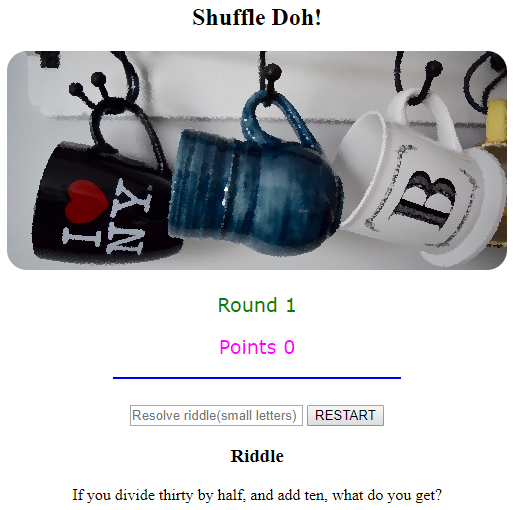 Shuffle Doh!
I ❤ NY.
[B]
Round 1
Points 0
Resolve riddle(small letters) RESTART
Riddle
If you divide thirty by half, and add ten, what do you get?